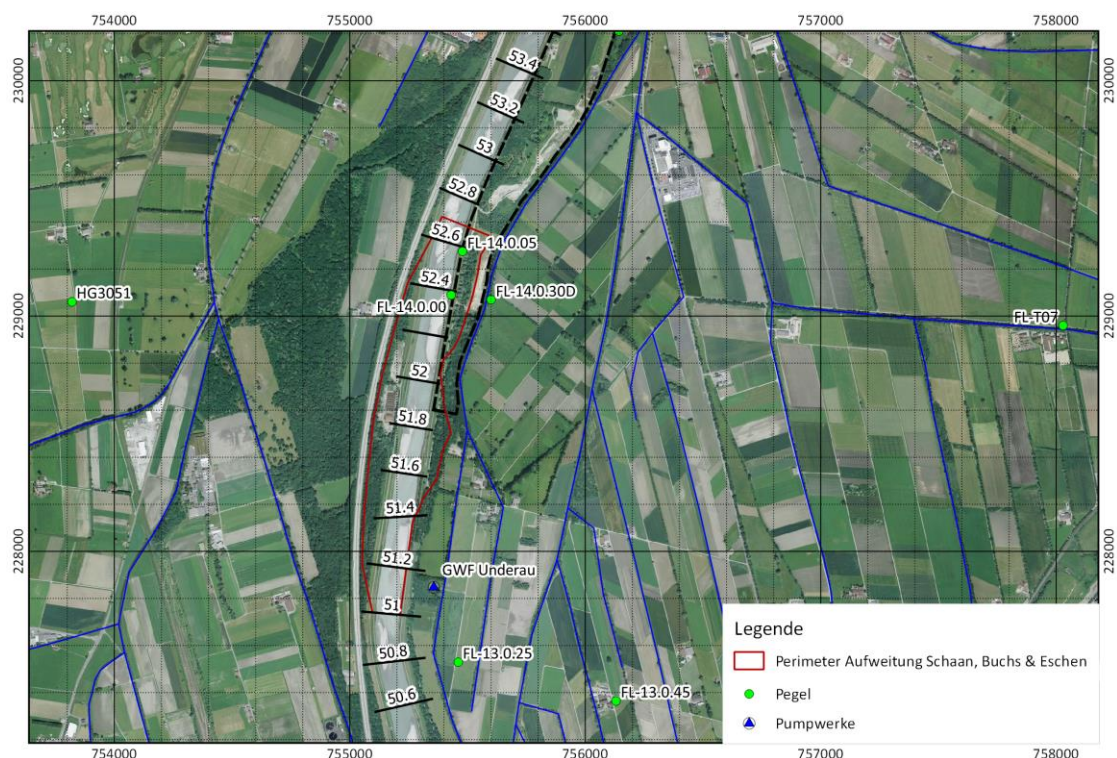 754000 755000 756000 757000 758000
230000
230000
53.4
53.2
53
52.8
52.6
FL-14.0.05
52.4
HG3051
FL-14.0.30D
FL-14.0.00
229000
229000
FL-T07
52
51.8
51.6
51.4
228000
228000
51.2
GWF Underau
51
50.8
FL-13.0.25
50.6
FL-13.0.45
Legende
Perimeter Aufweitung Schaan, Buchs & Eschen
Pegel
Pumpwerke
754000 755000 756000 757000 758000